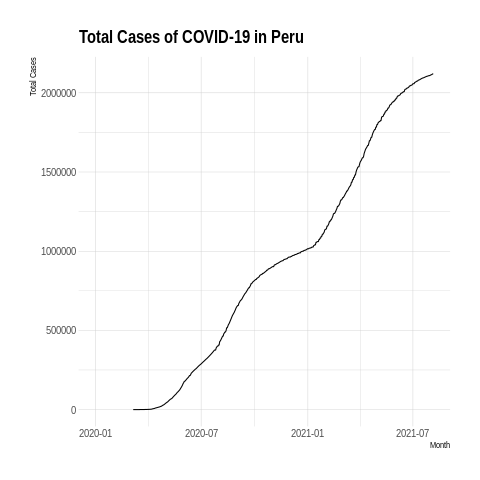 Total Cases of COVID-19 in Peru
Total Cases
2000000
1500000
1000000
500000
0
2020-01 2020-07 2021-01 2021-07
Month